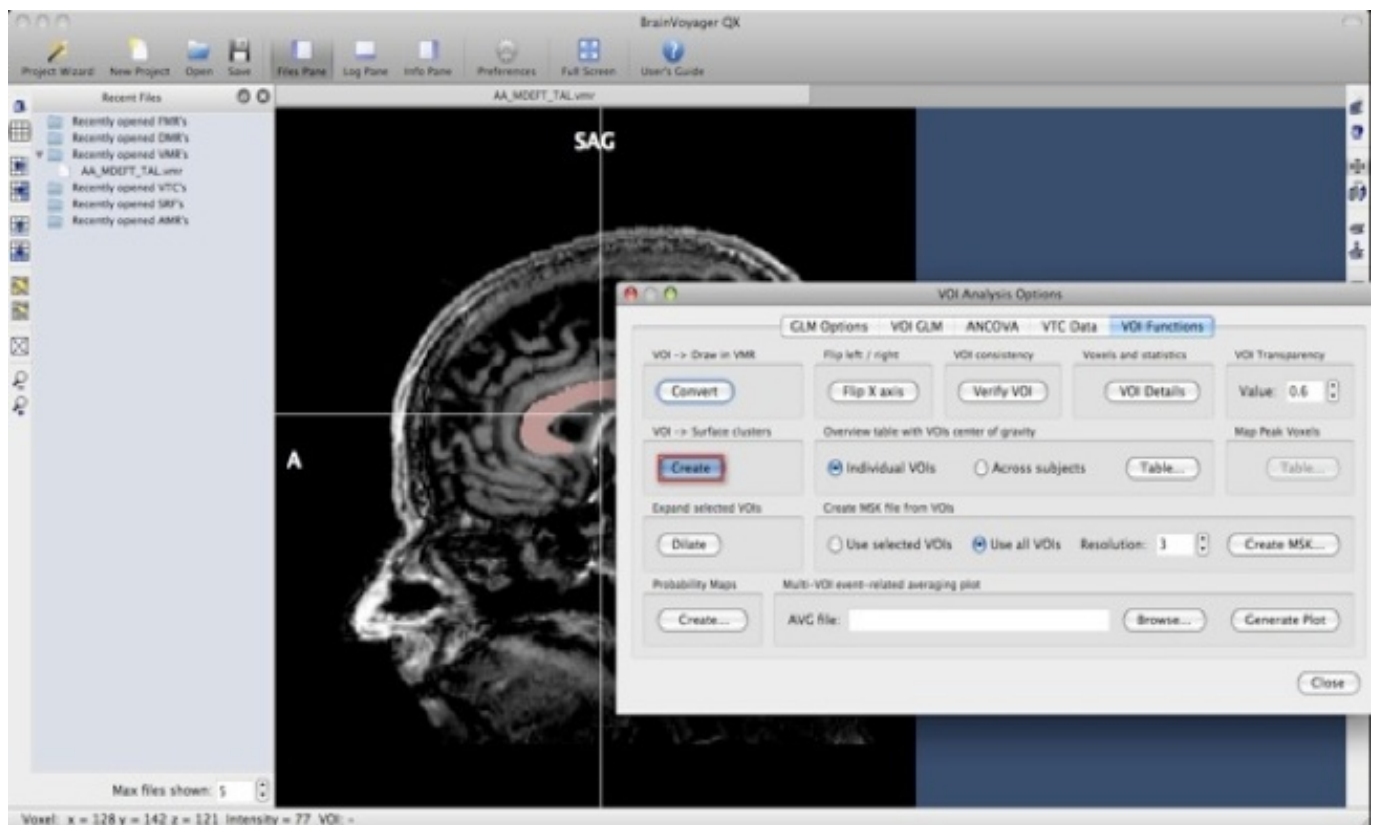 BrainVoyager QX
Project Wizard New Project Open Save Files Pane Log Pane Info Pane Preferences Full Screen User's Guide
Recent Files
AA_MDEFT_TAL.vmr
Recently opened FMR's
Recently opened DMR's
Recently opened VMR's
AA_MDEFT_TAL.vmr
Recently opened VTC's
Recently opened SRF's
Recently opened AMR's
SAG
A
VOI Analysis Options
GLM Options VOI GLM ANCOVA VTC Data VOI Functions
VOI -> Draw in VMR Flip left / right VOI consistency Voxels and statistics VOI Transparency
Convert Flip X axis Verify VOI VOI Details Value: 0.6
VOI -> Surface clusters Overview table with VOIs center of gravity Map Peak Voxels
Create Individual VOIs Across subjects Table... Table...
Expand selected VOIs Create MSK file from VOIs
Dilate Use selected VOIs Use all VOIs Resolution: 3 Create MSK...
Probability Maps Multi-VOI event-related averaging plot
Create... AVG file: Browse... Generate Plot
Close
Max files shown: 5
Voxel: x = 128 y = 142 z = 121 Intensity = 77 VOI: -